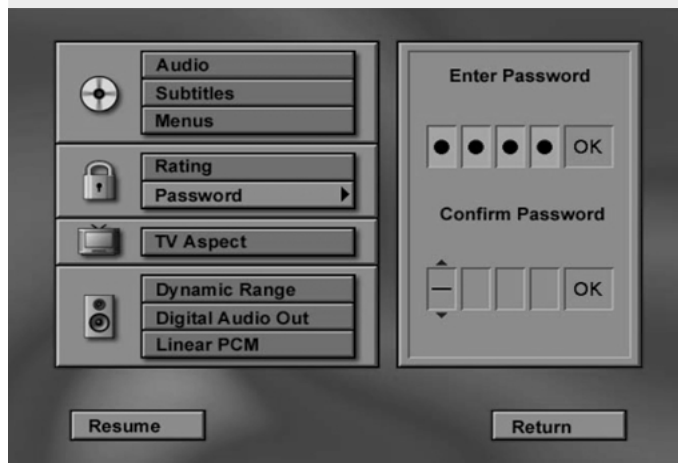 Audio
Subtitles
Menus
Rating
Password
TV Aspect
Dynamic Range
Digital Audio Out
Linear PCM
Enter Password
OK
Confirm Password
OK
Resume
Return